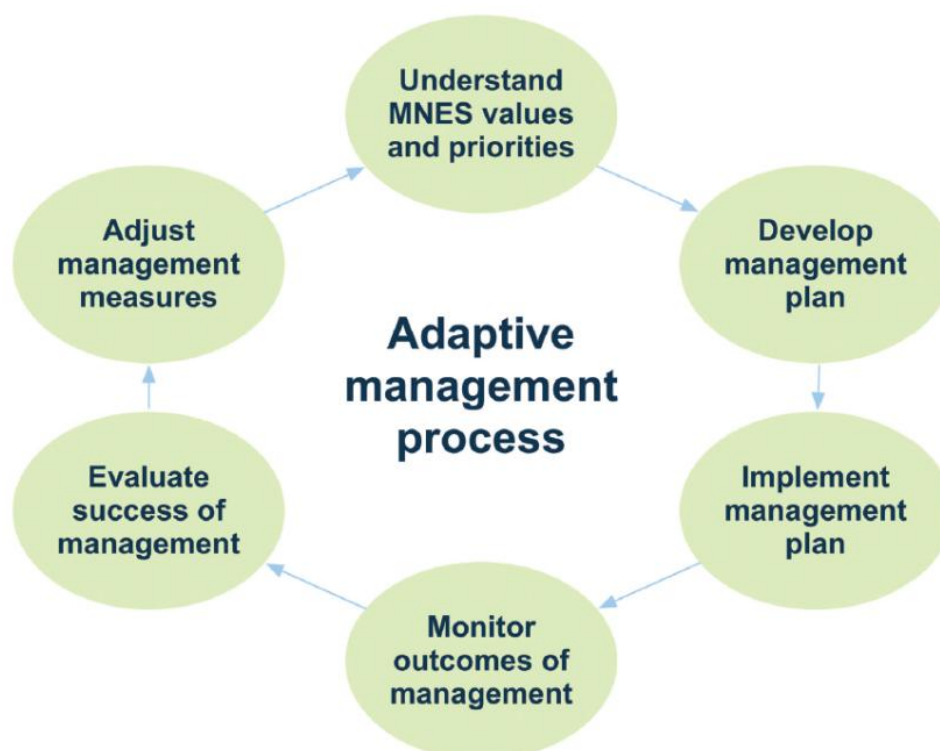 Understand
MNES values
and priorities
Develop
management
plan
Implement
management
plan
Monitor
outcomes of
management
Evaluate
success of
management
Adjust
management
measures
Adaptive
management
process